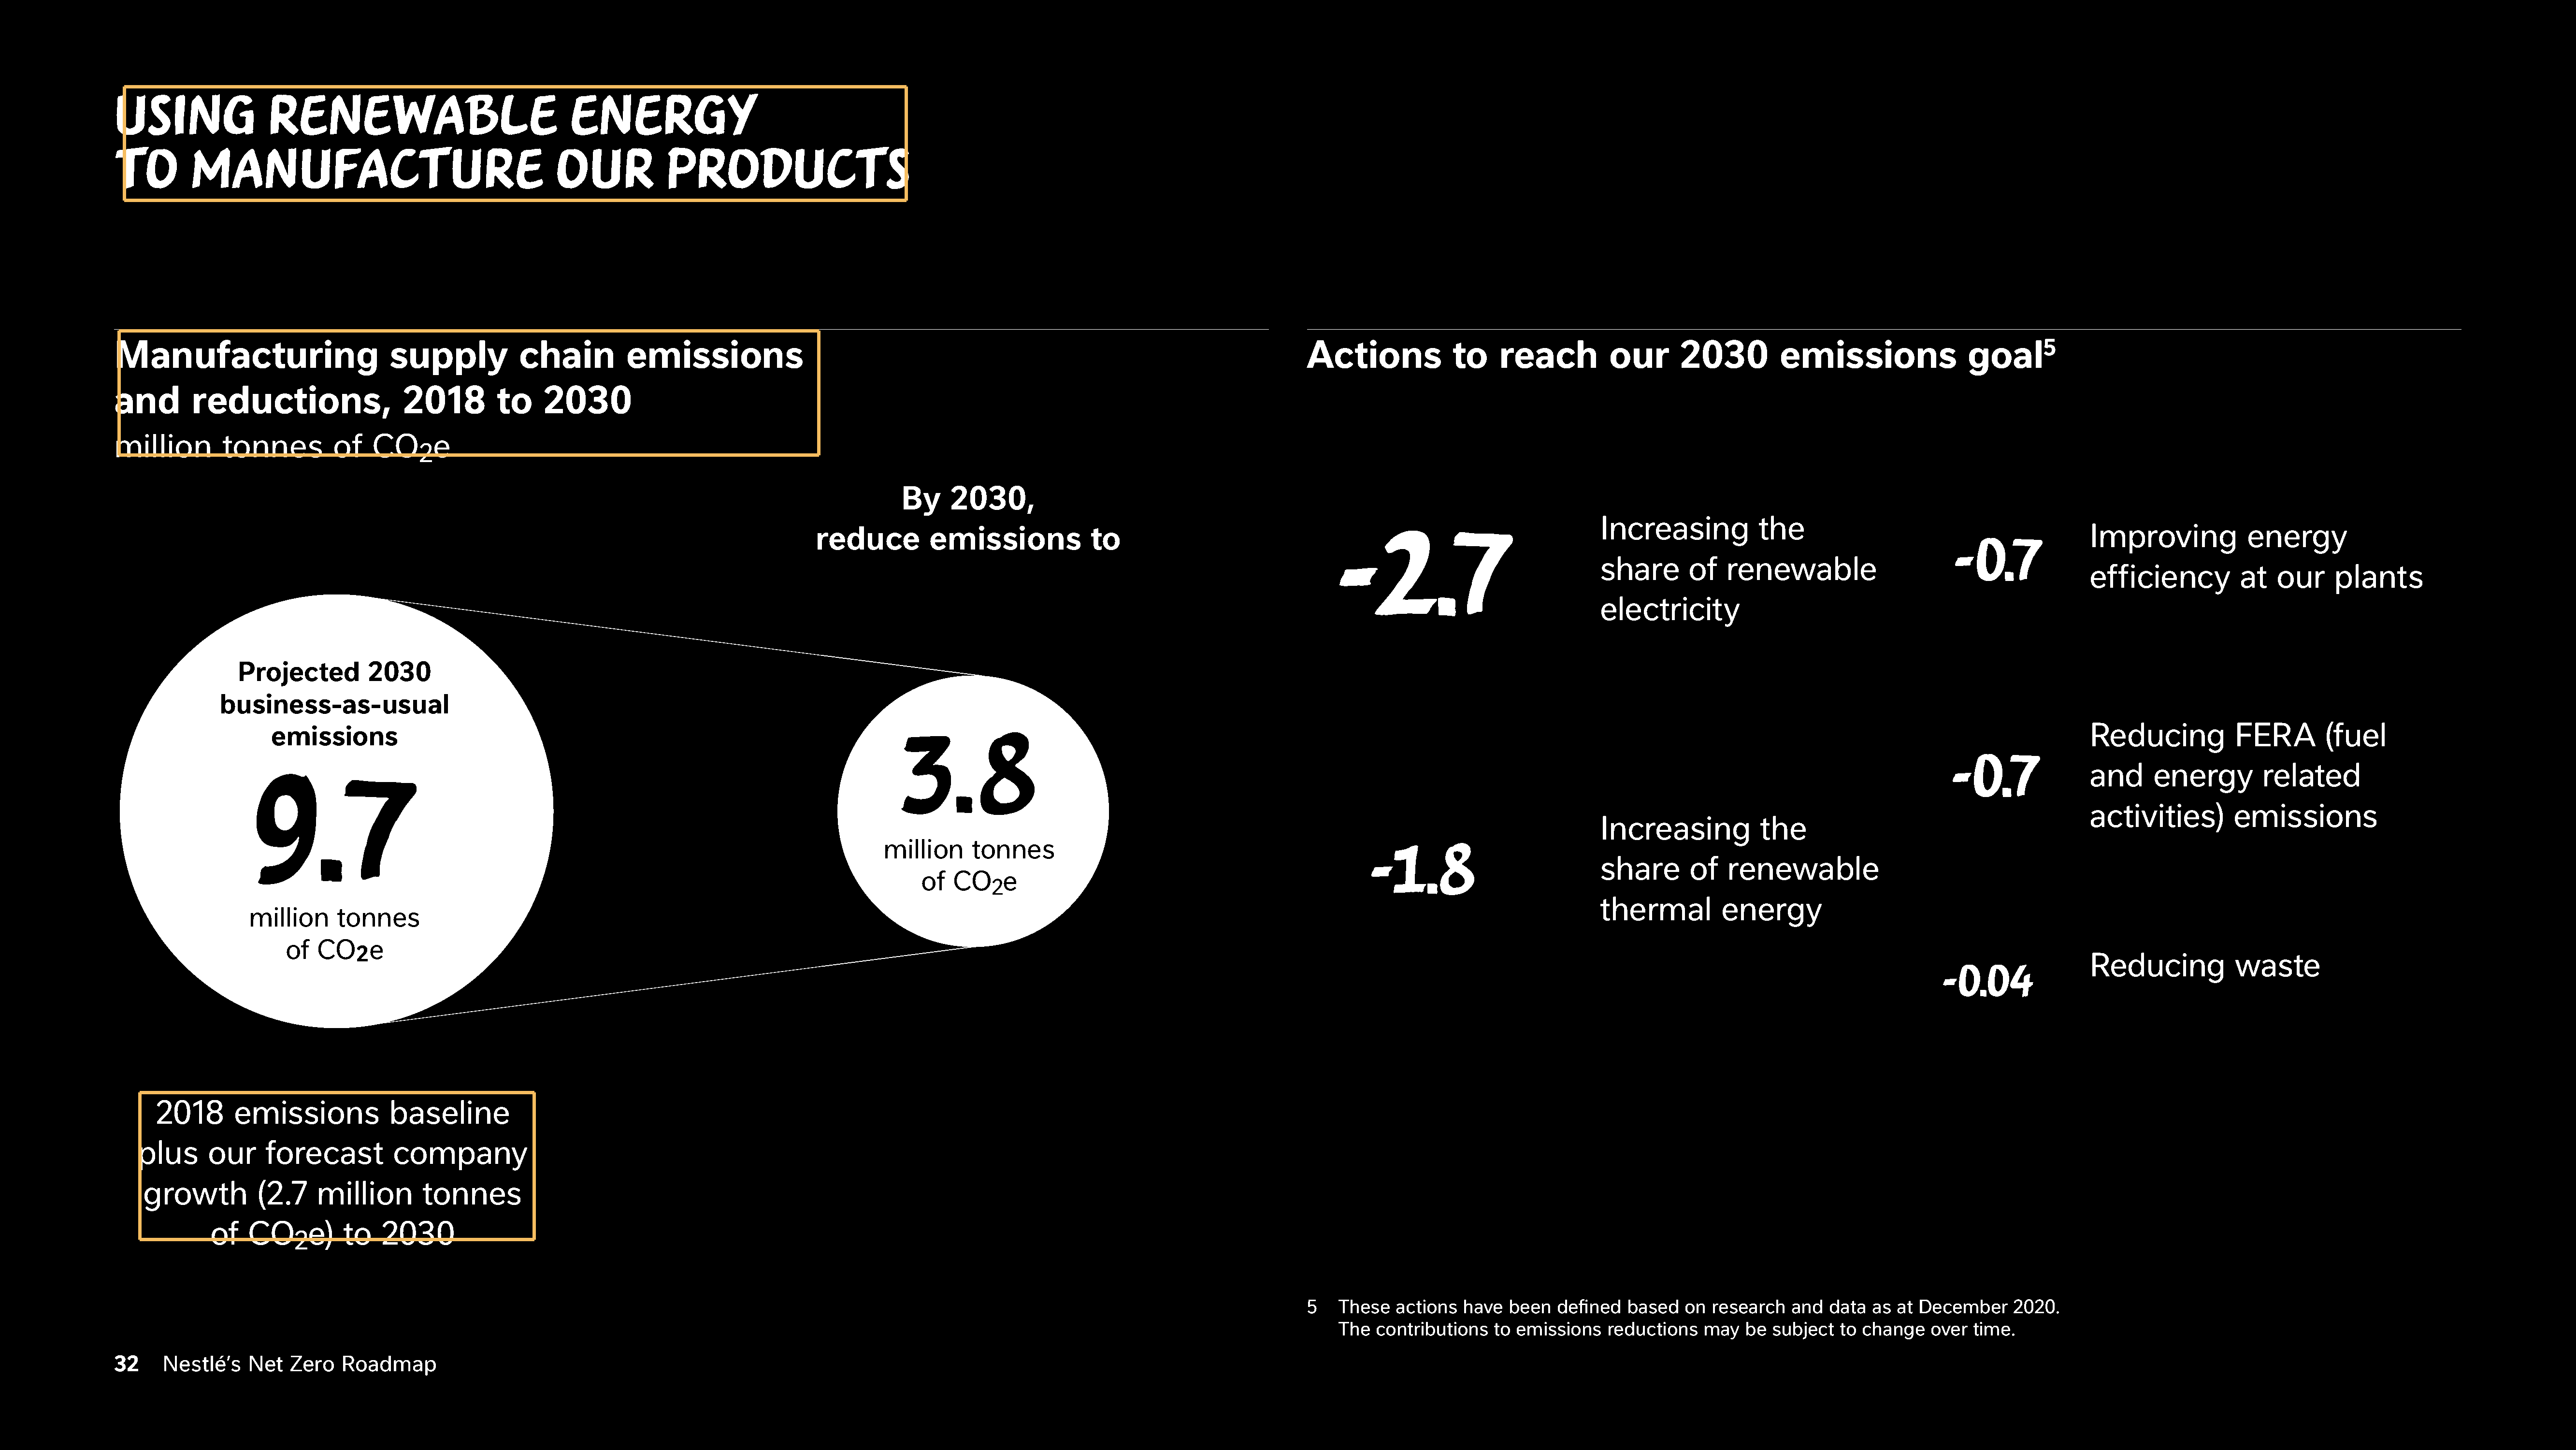 USING RENEWABLE ENERGY
TO MANUFACTURE OUR PRODUCTS
Manufacturing supply chain emissions
and reductions, 2018 to 2030
million tonnes of CO2e
By 2030,
reduce emissions to
Projected 2030
business-as-usual
emissions
9.7
million tonnes
of CO2e
3.8
million tonnes
of CO2e
2018 emissions baseline
plus our forecast company
growth (2.7 million tonnes
of CO2e) to 2030
Actions to reach our 2030 emissions goal5
-2.7
Increasing the
share of renewable
electricity
-1.8
Increasing the
share of renewable
thermal energy
-0.7
Improving energy
efficiency at our plants
-0.7
Reducing FERA (fuel
and energy related
activities) emissions
-0.04
Reducing waste
5 These actions have been defined based on research and data as at December 2020.
The contributions to emissions reductions may be subject to change over time.
32 Nestlé’s Net Zero Roadmap